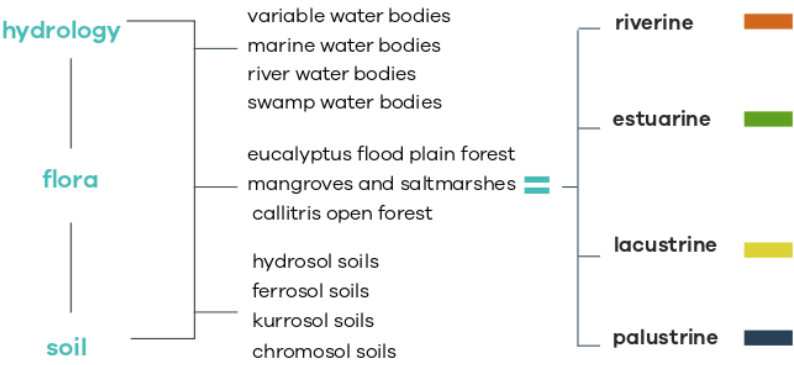 hydrology
flora
soil
variable water bodies
marine water bodies
river water bodies
swamp water bodies
eucalyptus flood plain forest
mangroves and saltmarshes
callitris open forest
hydrosol soils
ferrosol soils
kurrosol soils
chromosol soils
=
riverine
estuarine
lacustrine
palustrine